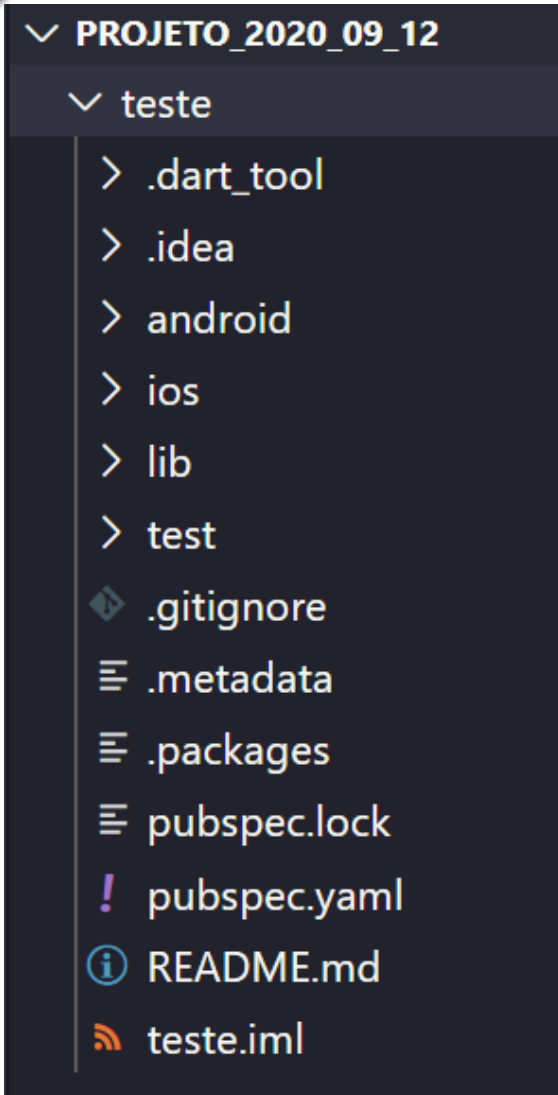 PROJETO_2020_09_12
teste
.dart_tool
.idea
android
ios
lib
test
.gitignore
.metadata
.packages
pubspec.lock
pubspec.yaml
README.md
teste.iml